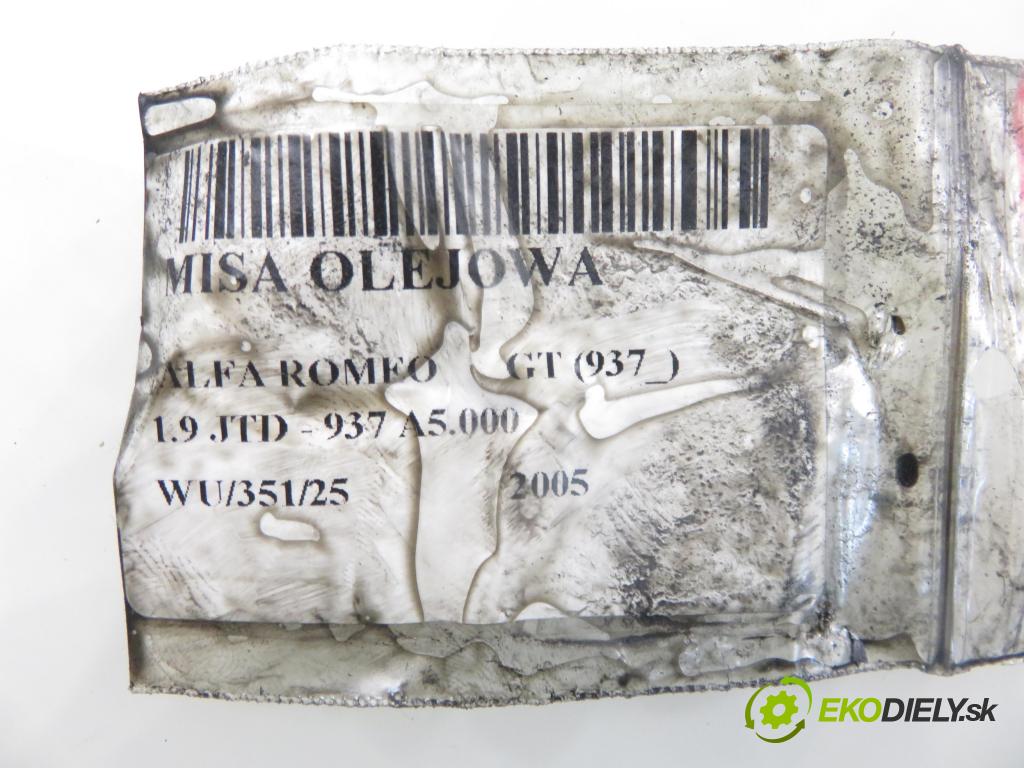 MISA OLEJOWA
ALFA ROMEO GT (937_)
1.9 JTD - 937 A5.000
WU/351/25 2005
EKODIELY.sk